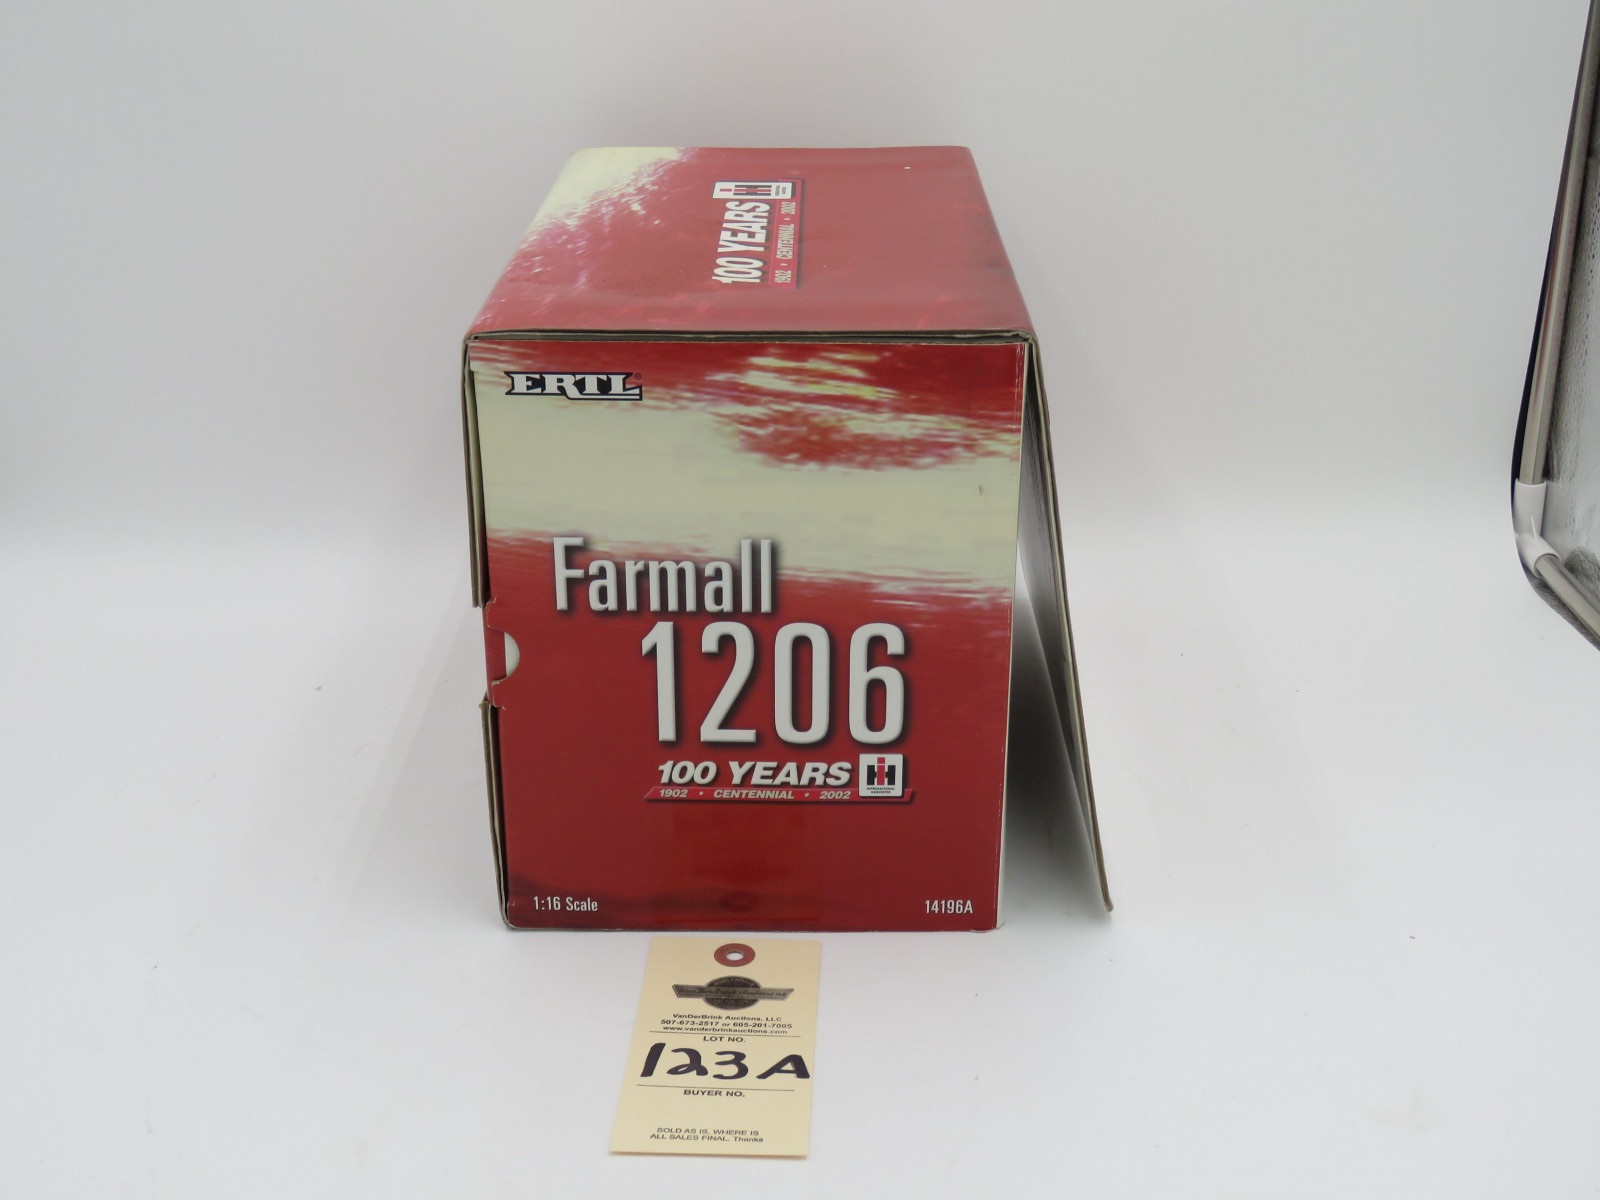 100 YEARS
1902 • CENTENNIAL • 2002
ERTL®
Farmall
1206
100 YEARS
1902 • CENTENNIAL • 2002
INTERNATIONAL
HARVESTER
1:16 Scale
14196A
VanDerBrink Auctions, LLC
507-673-2517 or 605-201-7005
www.vanderbrinkauctions.com
LOT NO.
123A
BUYER NO.
SOLD AS IS, WHERE IS
ALL SALES FINAL. Thanks